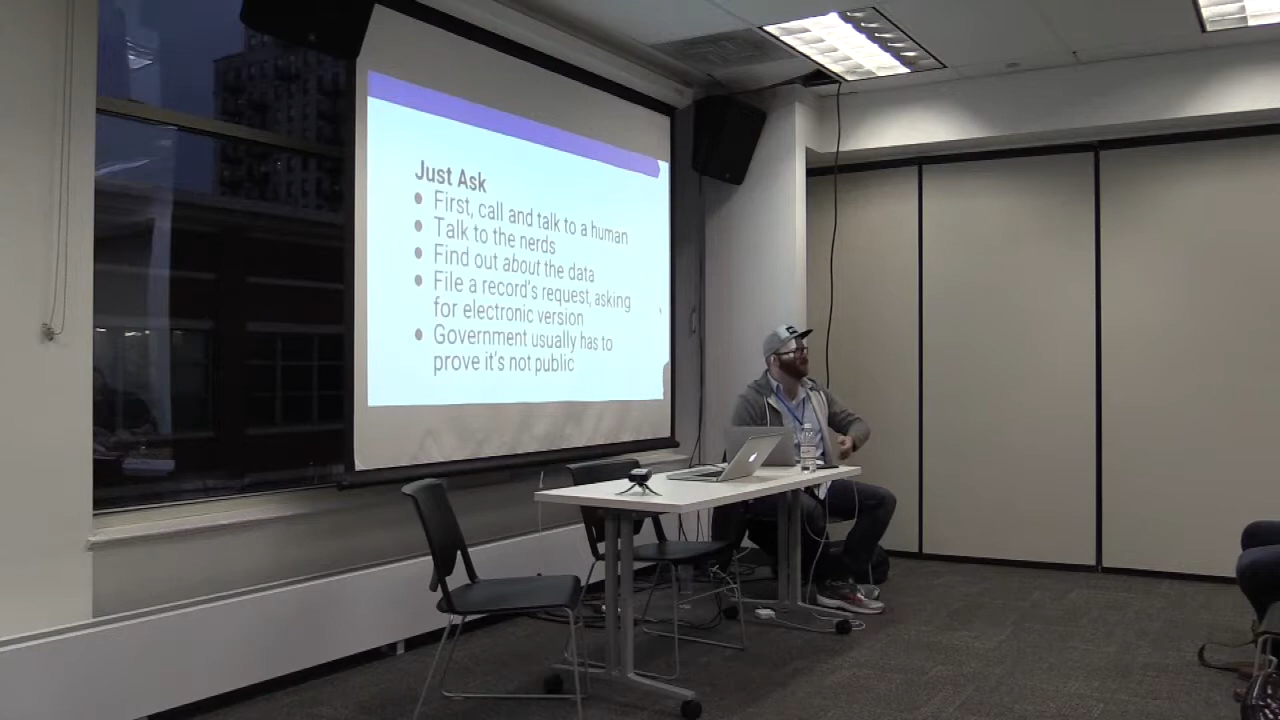 Just Ask
● First, call and talk to a human
● Talk to the nerds
● Find out about the data
● File a record's request, asking
for electronic version
● Government usually has to
prove it's not public